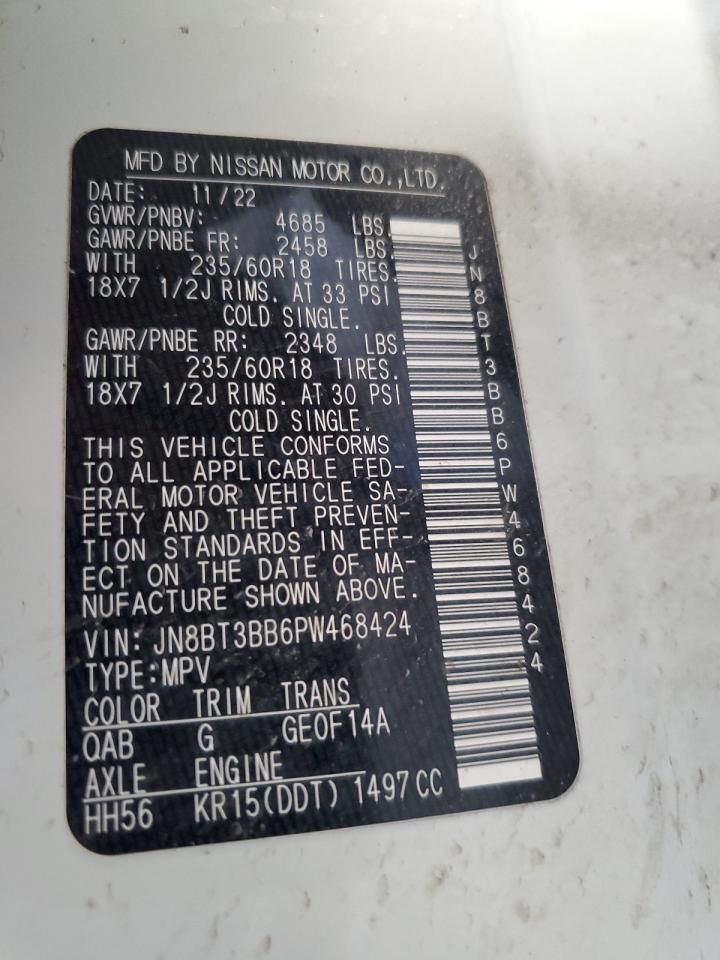 MFD BY NISSAN MOTOR CO.,LTD.
DATE: 11/22
GVWR/PNBV: 4685 LBS
GAWR/PNBE FR: 2458 LBS
WITH 235/60R18 TIRES.
18X7 1/2J RIMS. AT 33 PSI
COLD SINGLE.
GAWR/PNBE RR: 2348 LBS.
WITH 235/60R18 TIRES.
18X7 1/2J RIMS. AT 30 PSI
COLD SINGLE.
THIS VEHICLE CONFORMS
TO ALL APPLICABLE FED-
ERAL MOTOR VEHICLE SA-
FETY AND THEFT PREVEN-
TION STANDARDS IN EFF-
ECT ON THE DATE OF MA-
NUFACTURE SHOWN ABOVE.
VIN: JN8BT3BB6PW468424
TYPE:MPV
COLOR TRIM TRANS
QAB G GE0F14A
AXLE ENGINE
HH56 KR15(DDT) 1497CC
JN8BT3BB6PW468424